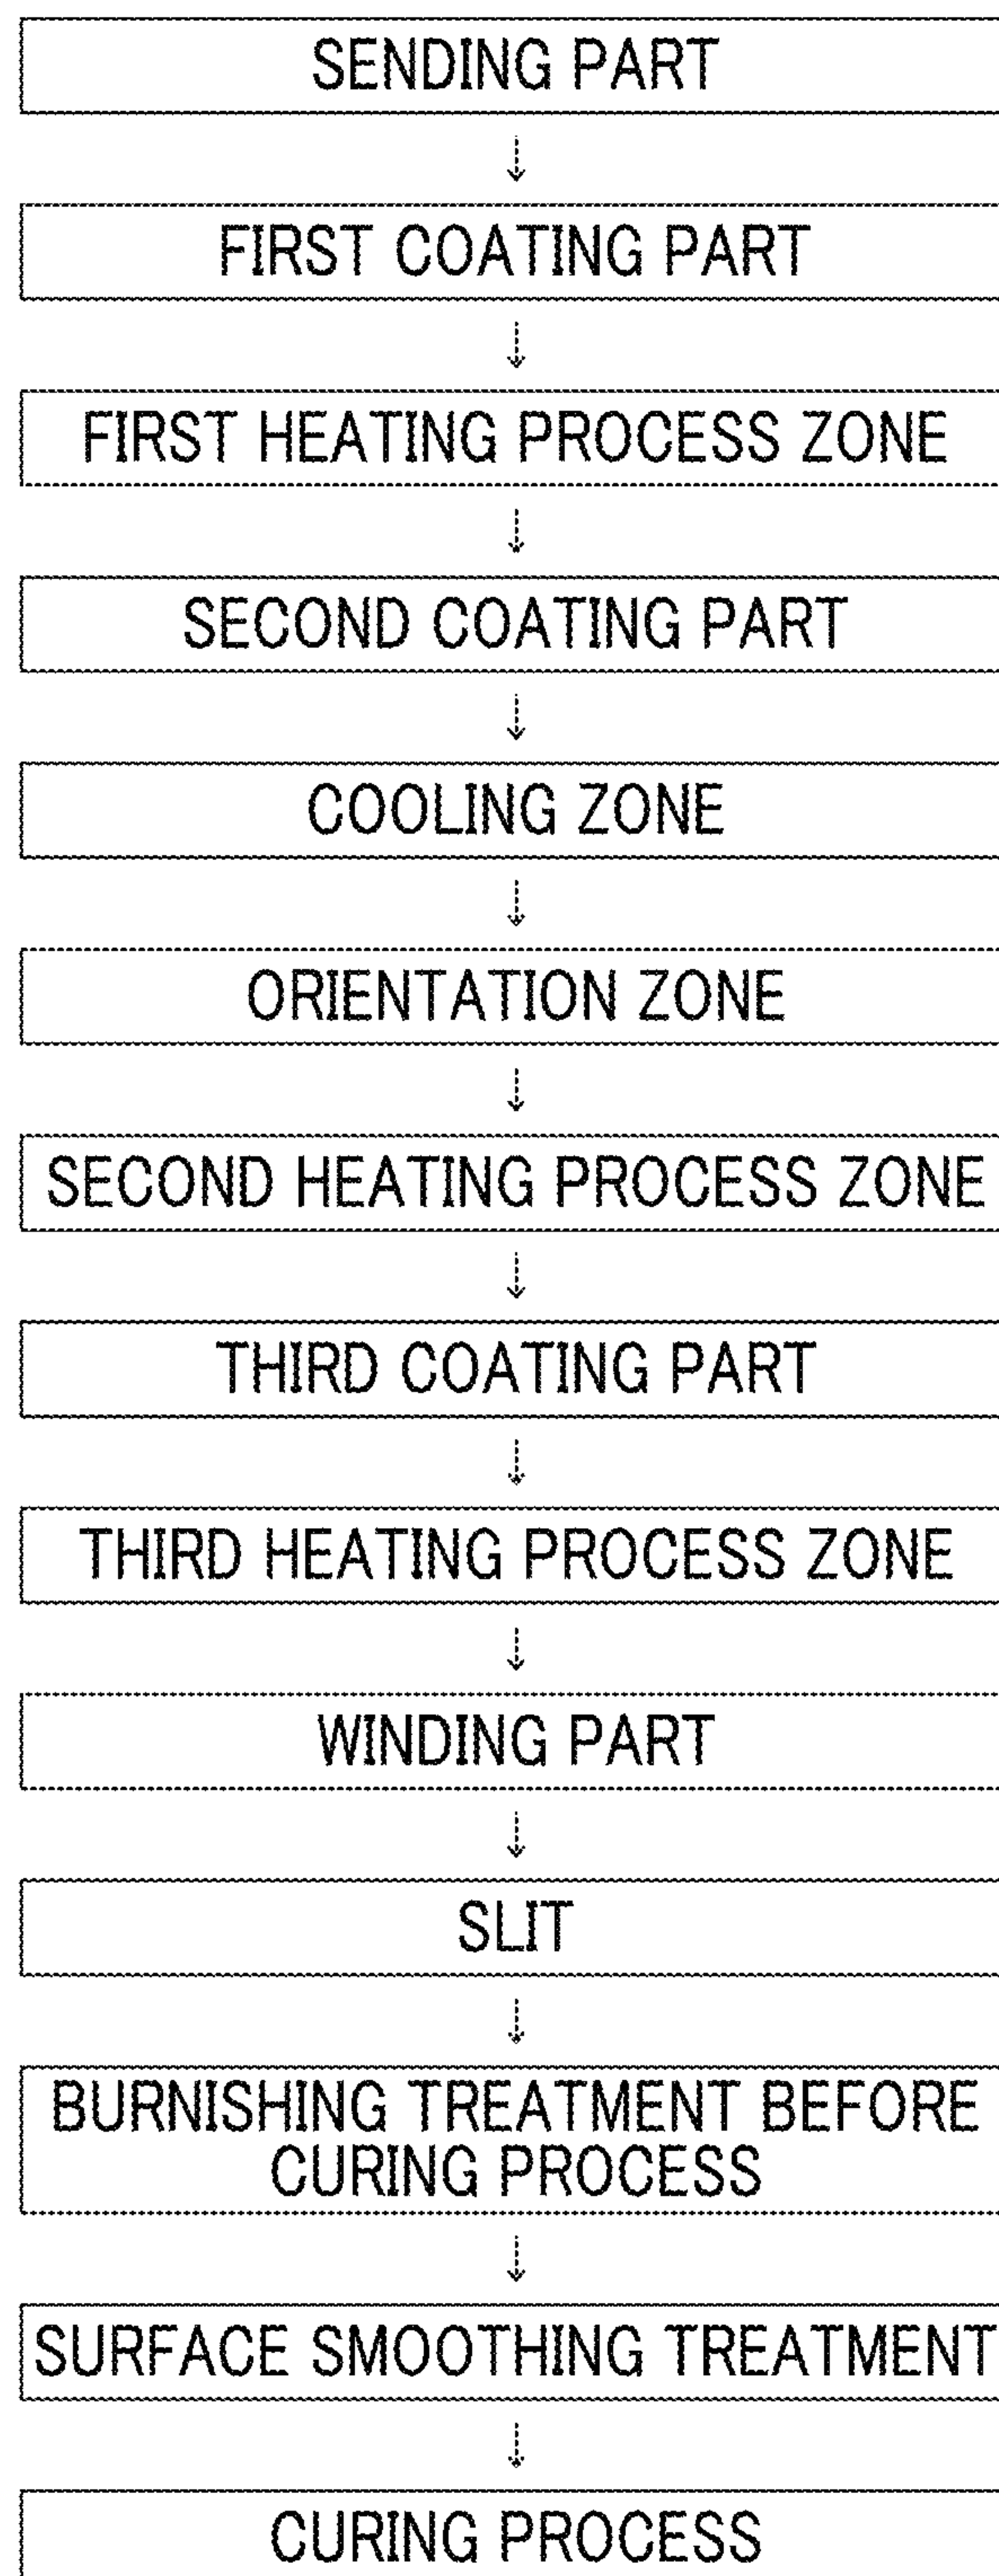 SENDING PART
FIRST COATING PART
FIRST HEATING PROCESS ZONE
SECOND COATING PART
COOLING ZONE
ORIENTATION ZONE
SECOND HEATING PROCESS ZONE
THIRD COATING PART
THIRD HEATING PROCESS ZONE
WINDING PART
SLIT
BURNISHING TREATMENT BEFORE
CURING PROCESS
SURFACE SMOOTHING TREATMENT
CURING PROCESS